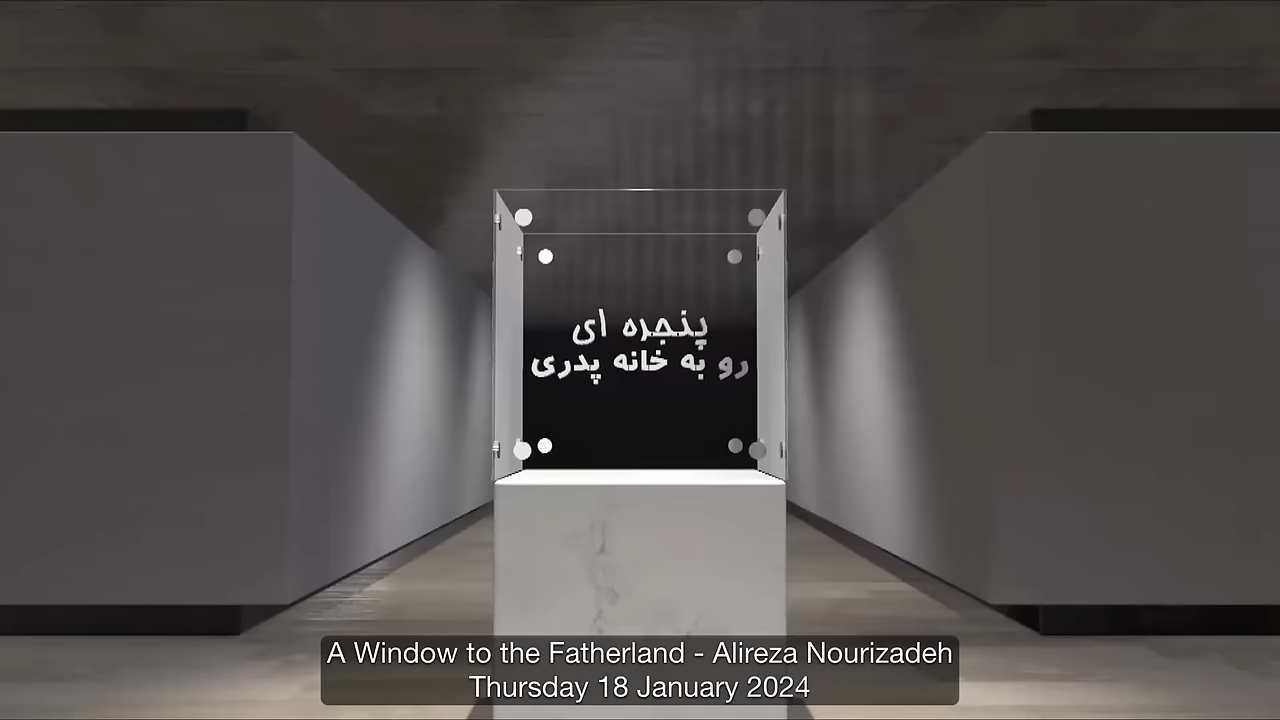 پنجره ای
رو به خانه پدری
A Window to the Fatherland - Alireza Nourizadeh
Thursday 18 January 2024